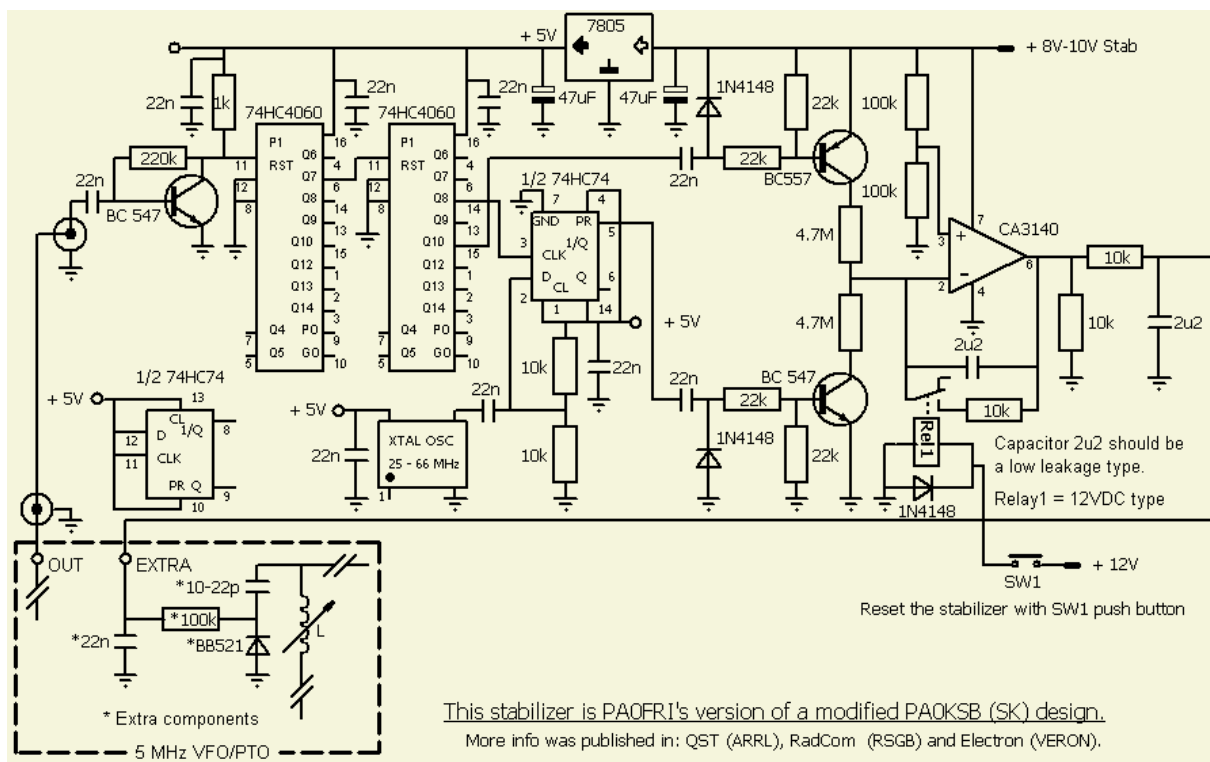 7805
+ 5V
+ 8V-10V Stab
22n
1k
22n
22n
47uF
47uF
1N4148
22k
100k
74HC4060
74HC4060
P1
RST
11
12
8
16
Q6
4
Q7
6
Q8
14
Q9
13
Q10
15
Q12
1
Q13
2
Q14
3
7
Q4
PO
9
5
Q5
GO
10
P1
RST
11
12
8
16
Q6
4
Q7
6
Q8
14
Q9
13
Q10
15
Q12
1
Q13
2
Q14
3
7
Q4
PO
9
5
Q5
GO
10
220k
22n
BC 547
1/2 74HC74
7
4
GND
PR
5
3
1/Q
CLK
D
Q
6
2
CL
1
14
+ 5V
22n
22k
BC557
100k
4.7M
4.7M
7
3
+
CA3140
6
2
−
4
10k
10k
2u2
2u2
10k
Rel1
1N4148
10k
22n
10k
22n
22n
22k
BC 547
1N4148
22k
1/2 74HC74
+ 5V
13
CL
12
D
1/Q
8
11
CLK
PR
Q
9
10
+ 5V
22n
XTAL OSC
25 - 66 MHz
1
Capacitor 2u2 should be
a low leakage type.
Relay1 = 12VDC type
+ 12V
SW1
Reset the stabilizer with SW1 push button
OUT
EXTRA
*10-22p
*100k
*22n
*BB521
L
* Extra components
5 MHz VFO/PTO
This stabilizer is PA0FRI's version of a modified PA0KSB (SK) design.
More info was published in: QST (ARRL), RadCom (RSGB) and Electron (VERON).